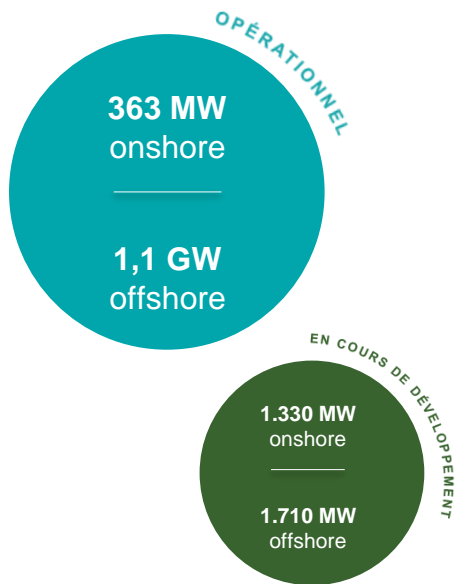 OPÉRATIONNEL
363 MW
onshore
1,1 GW
offshore
EN COURS DE DÉVELOPPEMENT
1.330 MW
onshore
1.710 MW
offshore